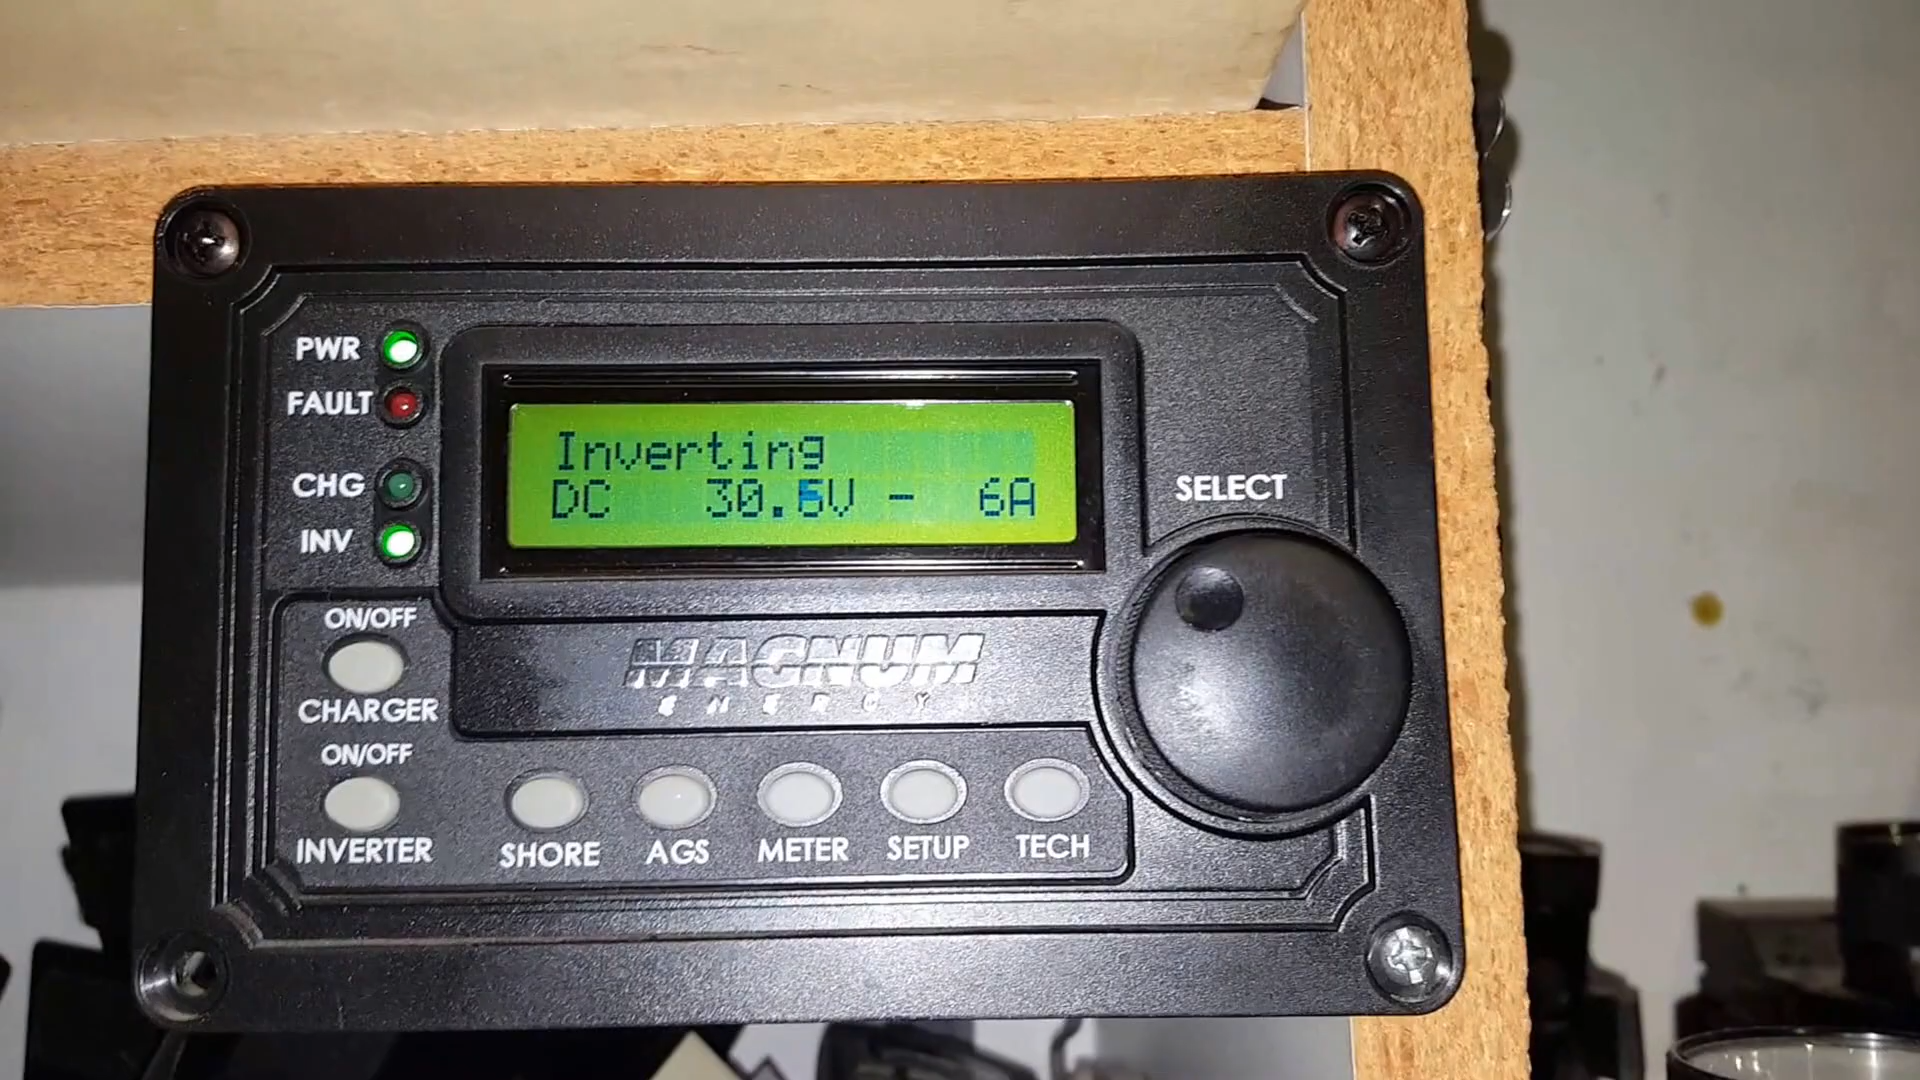 PWR
FAULT
CHG
INV
Inverting
DC 30.5V - 6A
SELECT
ON/OFF
CHARGER
ON/OFF
INVERTER
MAGNUM
ENERGY
SHORE
AGS
METER
SETUP
TECH